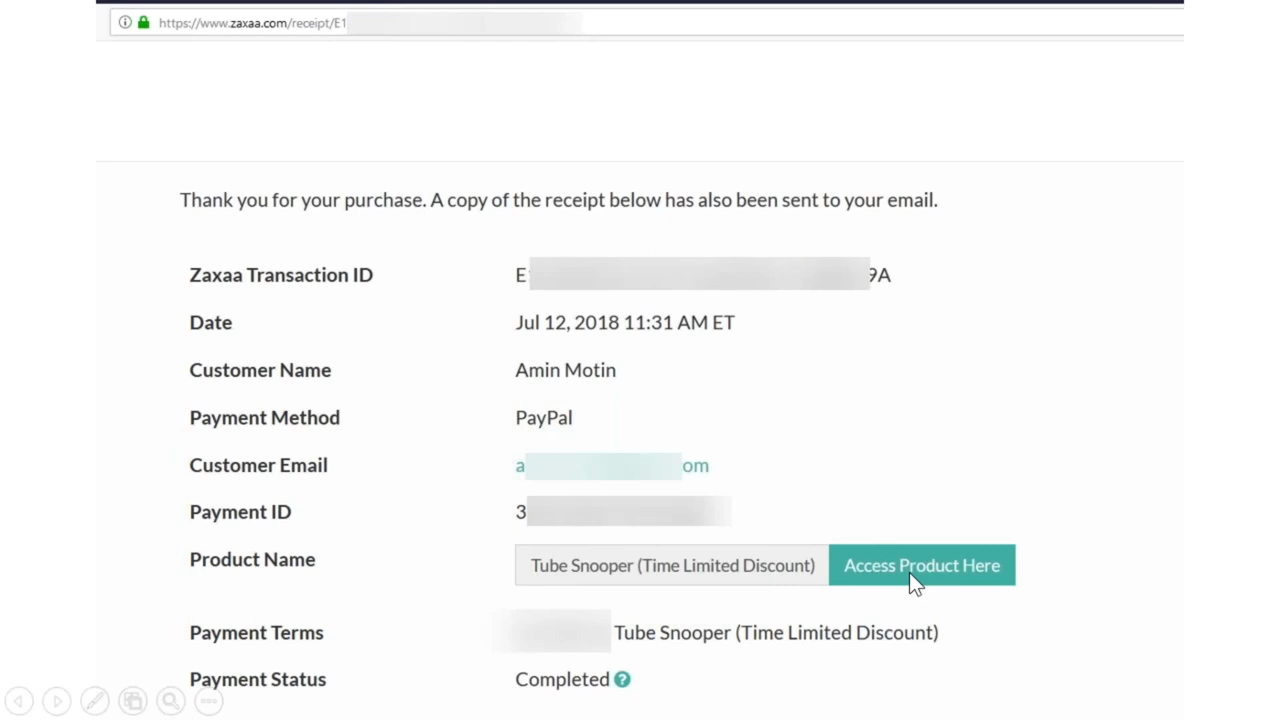 https://www.zaxaa.com/receipt/E1
Thank you for your purchase. A copy of the receipt below has also been sent to your email.
Zaxaa Transaction ID E 9A
Date Jul 12, 2018 11:31 AM ET
Customer Name Amin Motin
Payment Method PayPal
Customer Email a om
Payment ID 3
Product Name Tube Snooper (Time Limited Discount) Access Product Here
Payment Terms Tube Snooper (Time Limited Discount)
Payment Status Completed ?